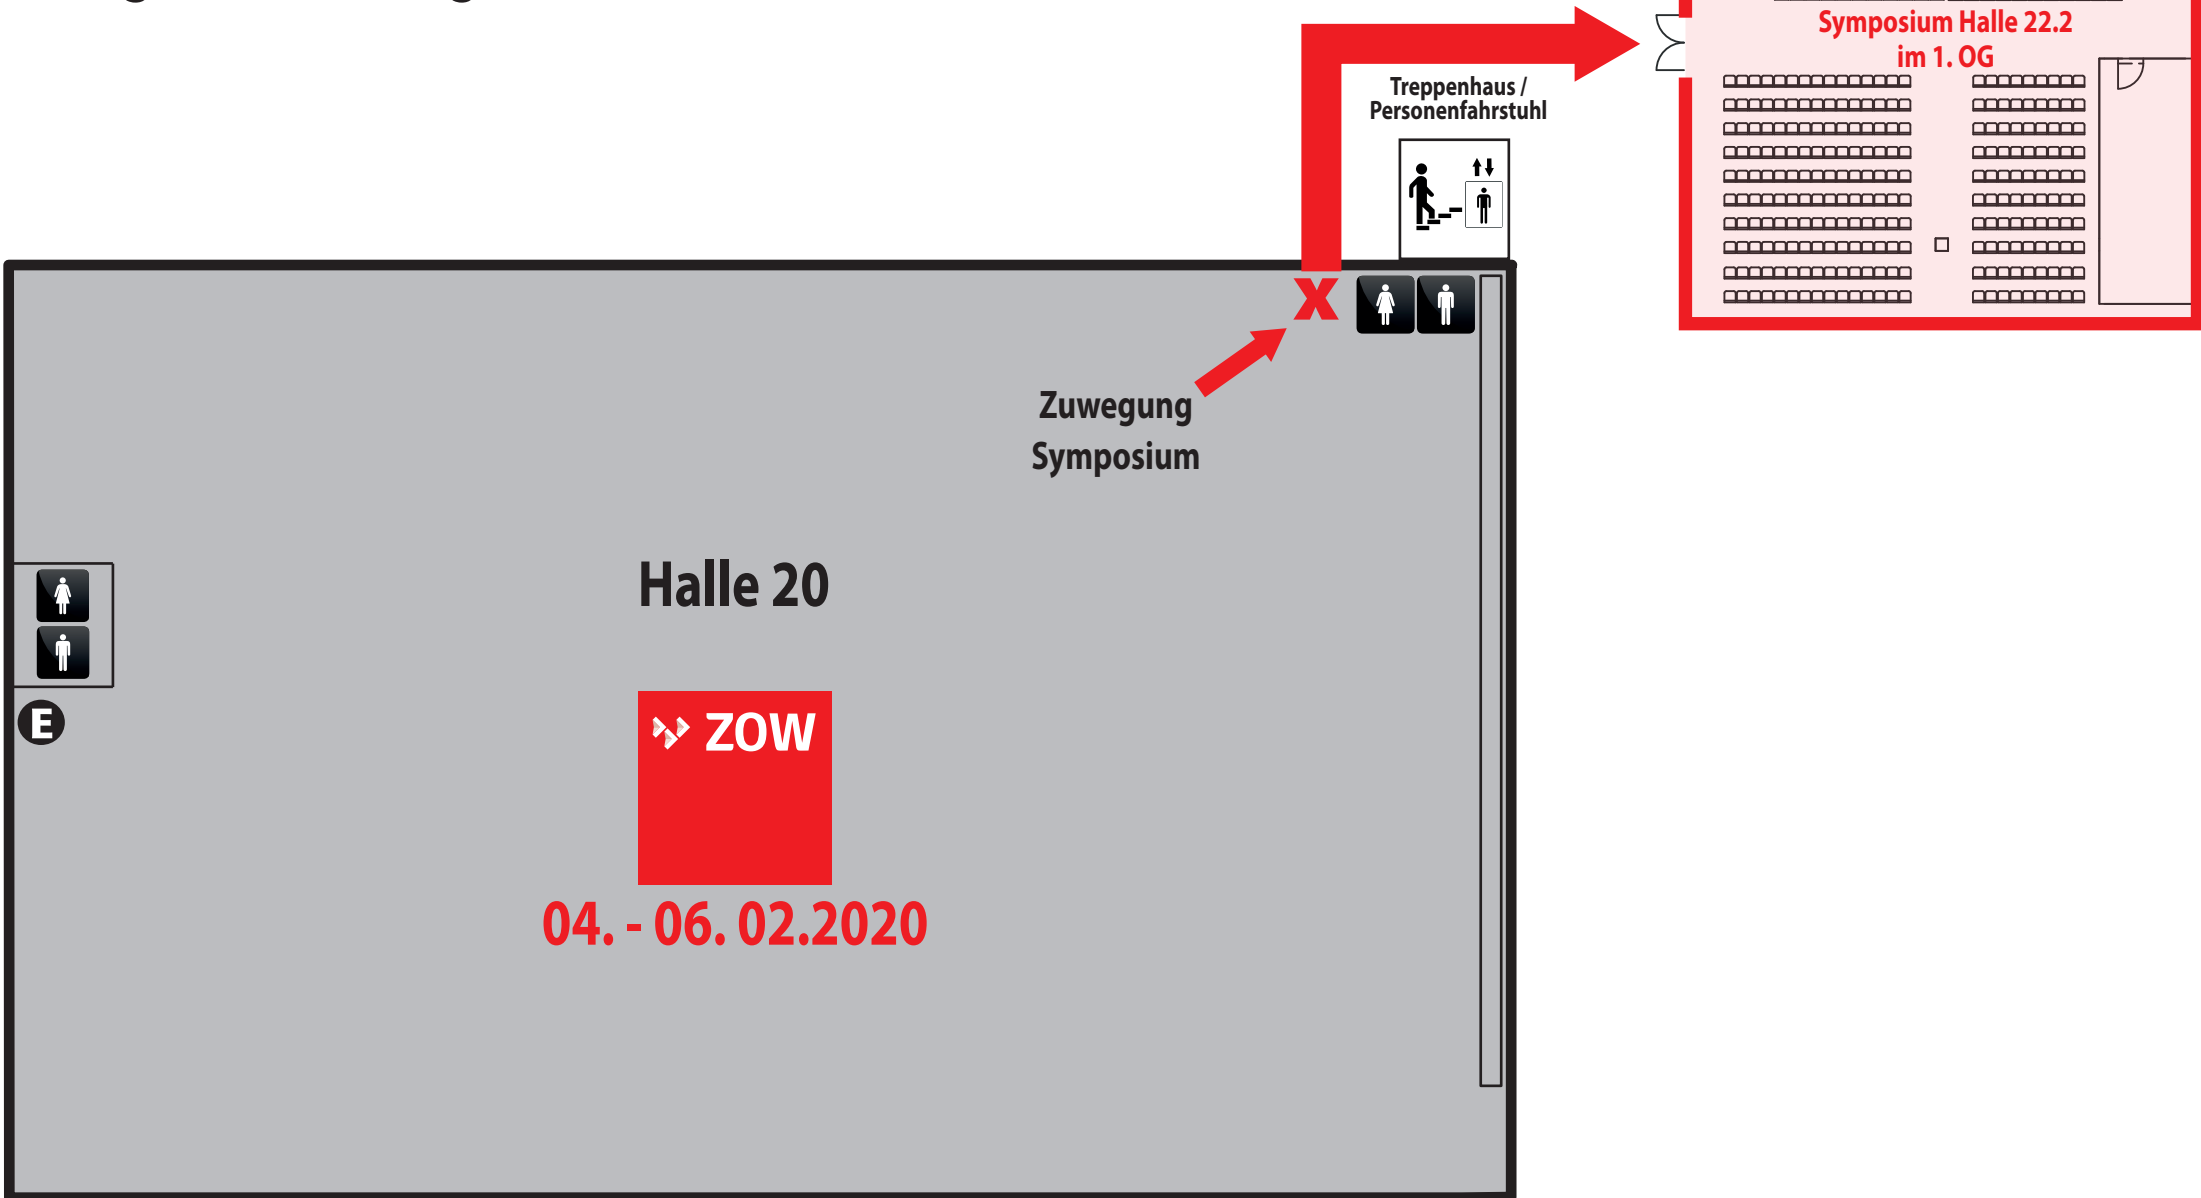 Symposium Halle 22.2
im 1. OG
Treppenhaus /
Personenfahrstuhl
X
Zuwegung
Symposium
Halle 20
E
ZOW
04. - 06. 02.2020